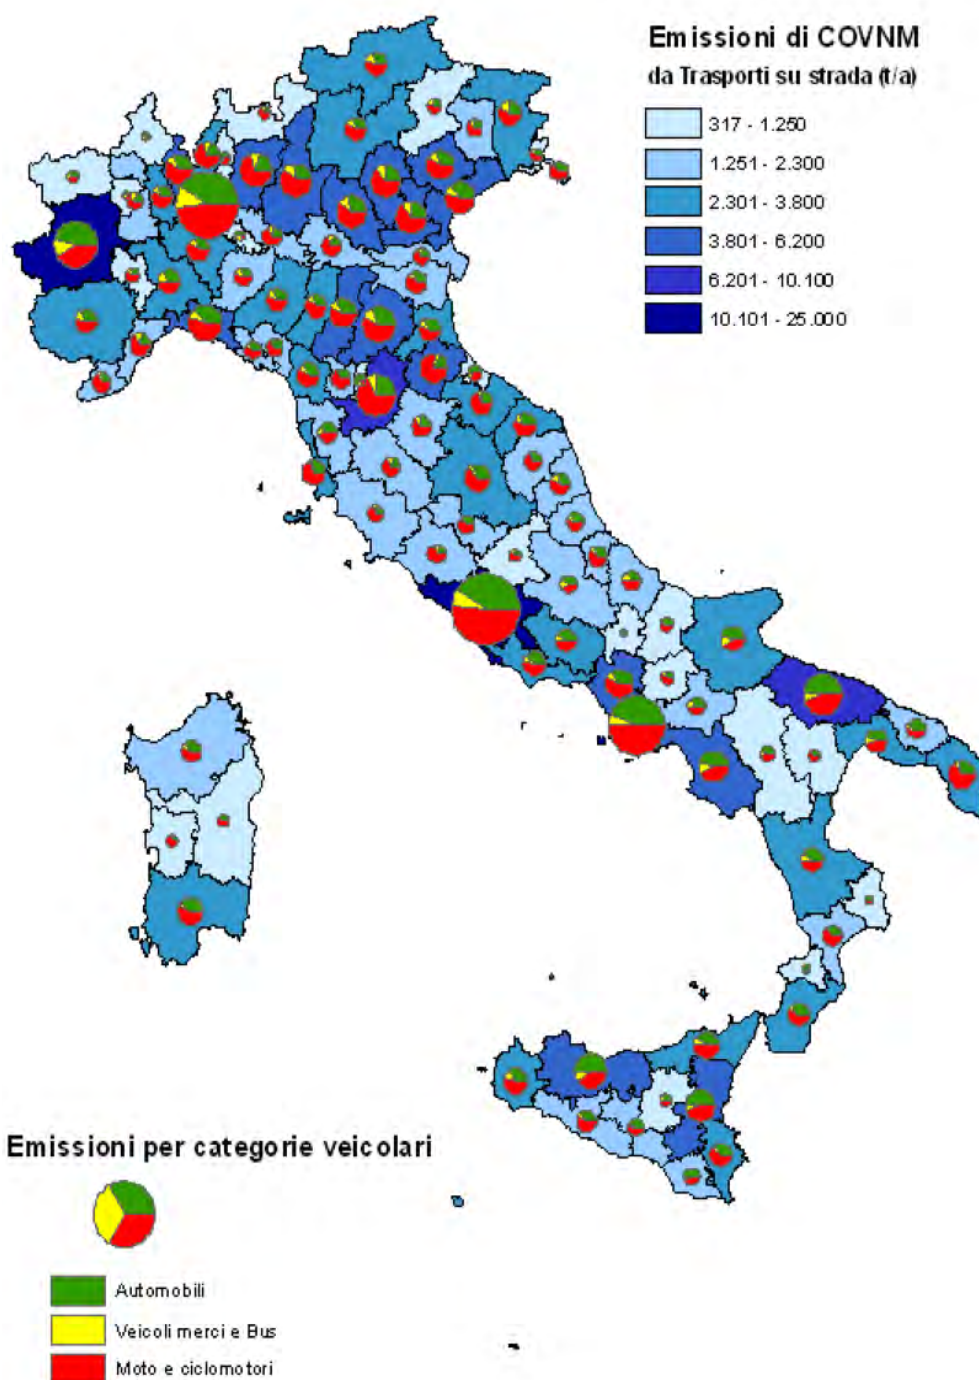 Emissioni di COVNM
da Trasporti su strada (t/a)
317 - 1.250
1.251 - 2.300
2.301 - 3.800
3.801 - 6.200
6.201 - 10.100
10.101 - 25.000
Emissioni per categorie veicolari
Automobili
Veicoli merci e Bus
Moto e ciclomotori